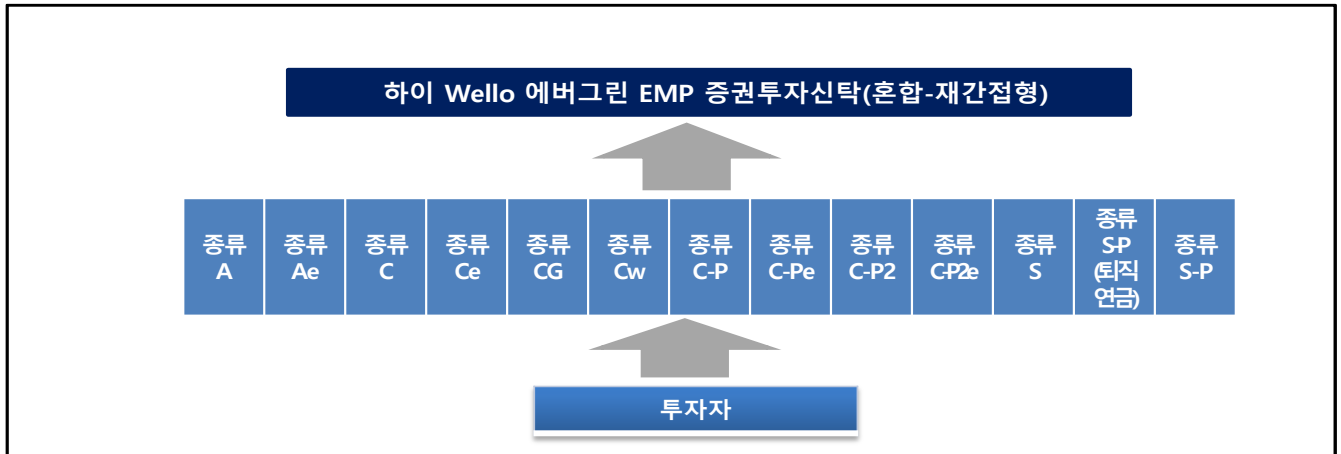 하이 Wello 에버그린 EMP 증권투자신탁(혼합-재간접형)
종류
A
종류
Ae
종류
C
종류
Ce
종류
CG
종류
Cw
종류
C-P
종류
C-Pe
종류
C-P2
종류
C-P2e
종류
S
종류
S-P
(퇴직
연금)
종류
S-P
투자자